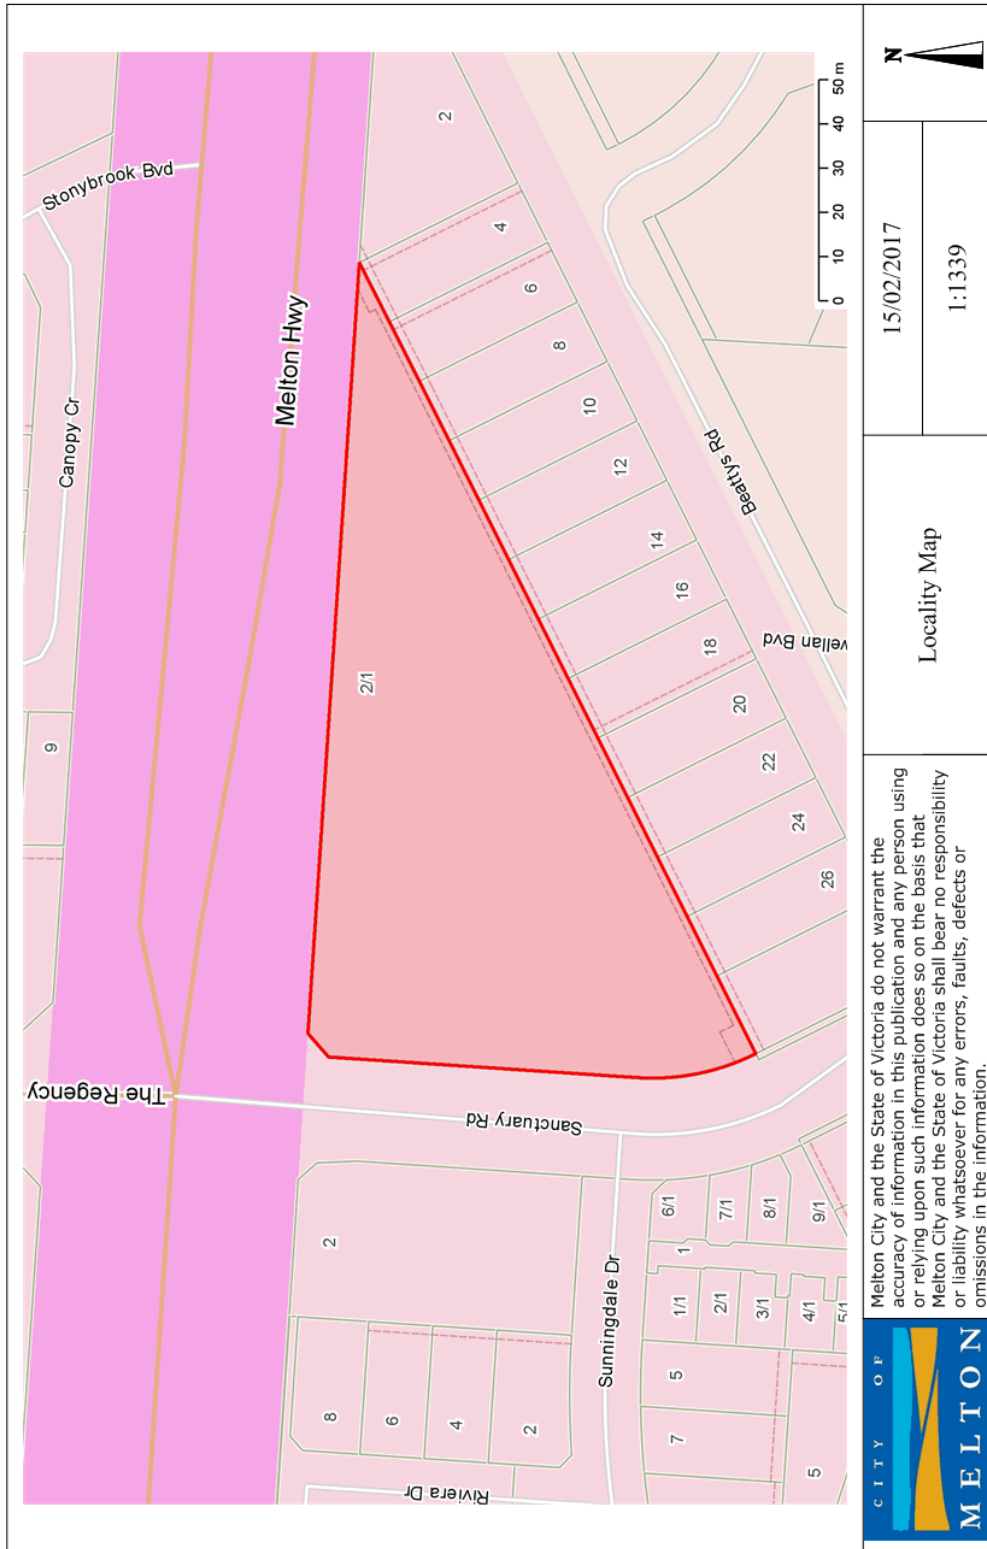 Stonybrook Bvd
Canopy Cr
Melton Hwy
The Regency
Sanctuary Rd
Sunningdale Dr
Riviera Dr
Beattys Rd
vellan Bvd
9
2/1
2
4
6
8
10
12
14
16
18
20
22
24
26
2
8
6
4
2
6/1
7/1
8/1
9/1
1
1/1
2/1
3/1
4/1
5/1
5
7
5
0 10 20 30 40 50 m
CITY OF
MELTON
Melton City and the State of Victoria do not warrant the
accuracy of information in this publication and any person using
or relying upon such information does so on the basis that
Melton City and the State of Victoria shall bear no responsibility
or liability whatsoever for any errors, faults, defects or
omissions in the information.
Locality Map
15/02/2017
1:1339
N